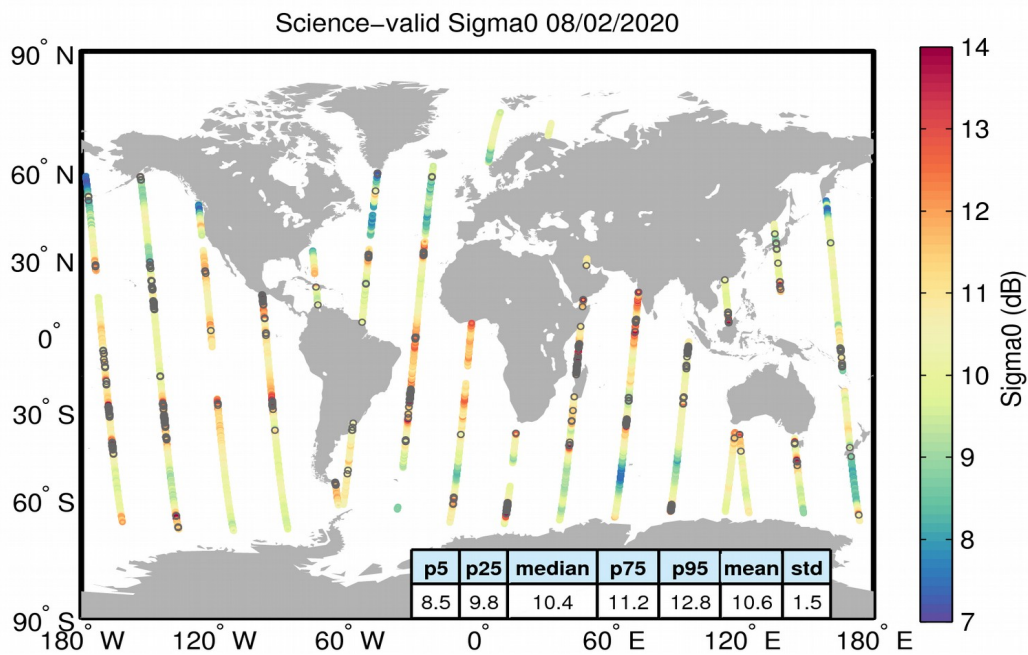 Science−valid Sigma0 08/02/2020
90° N
60° N
30° N
0°
30° S
60° S
90° S
180° W
120° W
60° W
0°
60° E
120° E
180° E
p5 p25 median p75 p95 mean std
8.5 9.8 10.4 11.2 12.8 10.6 1.5
14
13
12
11
10
9
8
7
Sigma0 (dB)